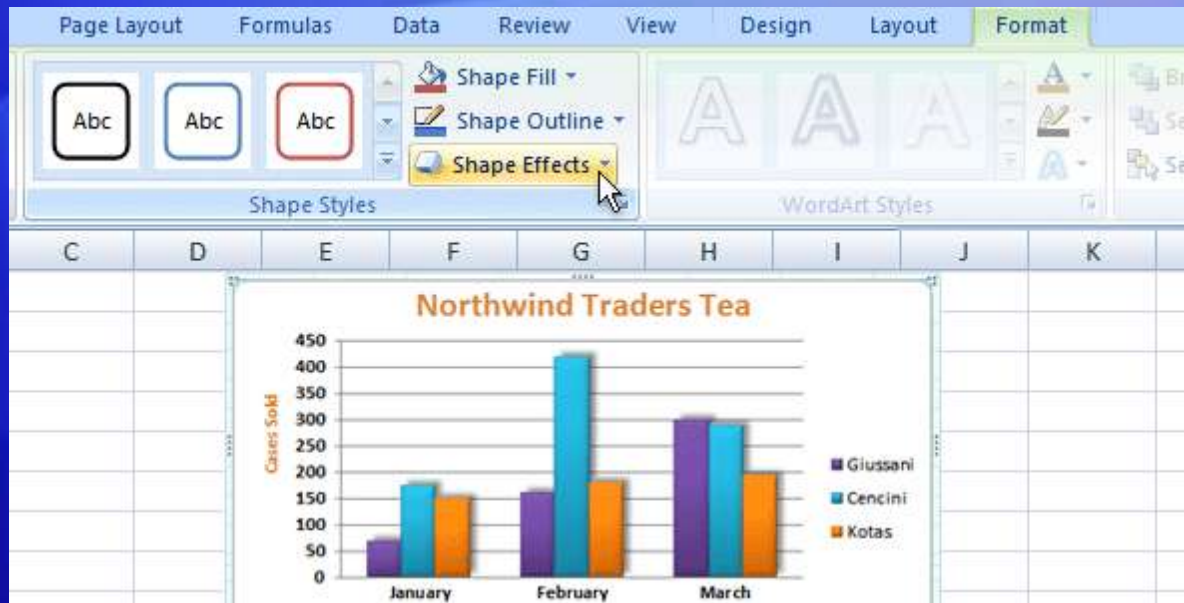 Page Layout Formulas Data Review View Design Layout Format
Abc Abc Abc Shape Fill
Shape Outline
Shape Effects
A A A A
A
Shape Styles WordArt Styles
C D E F G H I J K
Northwind Traders Tea
450
400
350
300
250
200
150
100
50
0
Cases Sold
Giussani
Cencini
Kotas
January February March